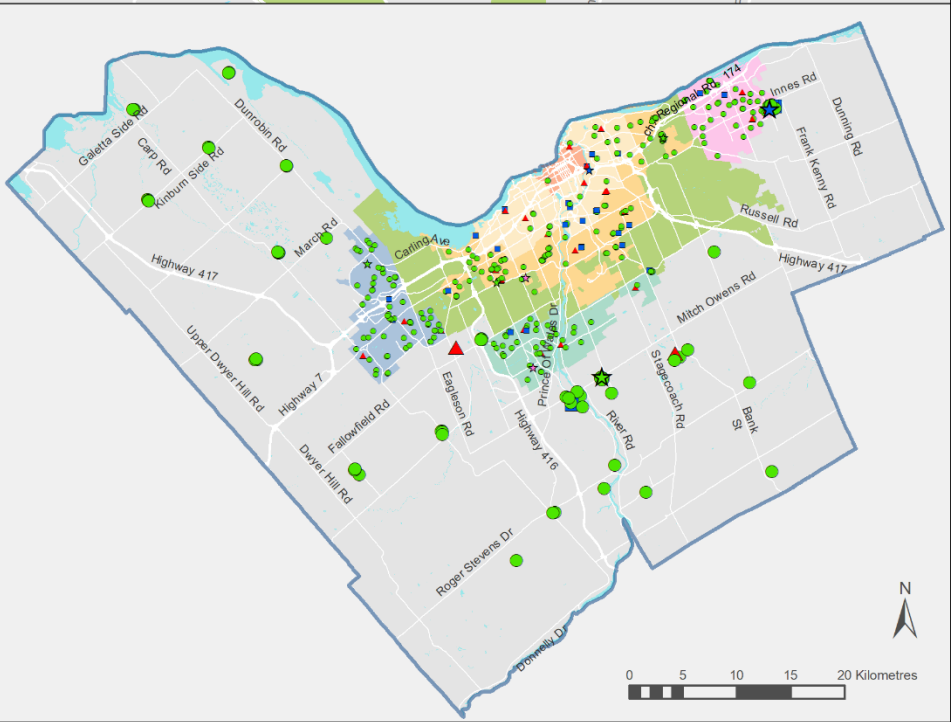 174
Regional Rd
Innes Rd
Dunning Rd
Frank Kenny Rd
Dunrobin Rd
Galetta Side Rd
Carp Rd
Kinburn Side Rd
March Rd
Carling Ave
Russell Rd
Highway 417
Highway 417
Mitch Owens Rd
Upper Dwyer Hill Rd
Highway 7
Prince Of Wales Dr
Stagecoach Rd
Eagleson Rd
Fallowfield Rd
Highway 416
River Rd
Bank
St
Dwyer Hill Rd
Roger Stevens Dr
Donnelly Dr
N
0 5 10 15 20 Kilometres